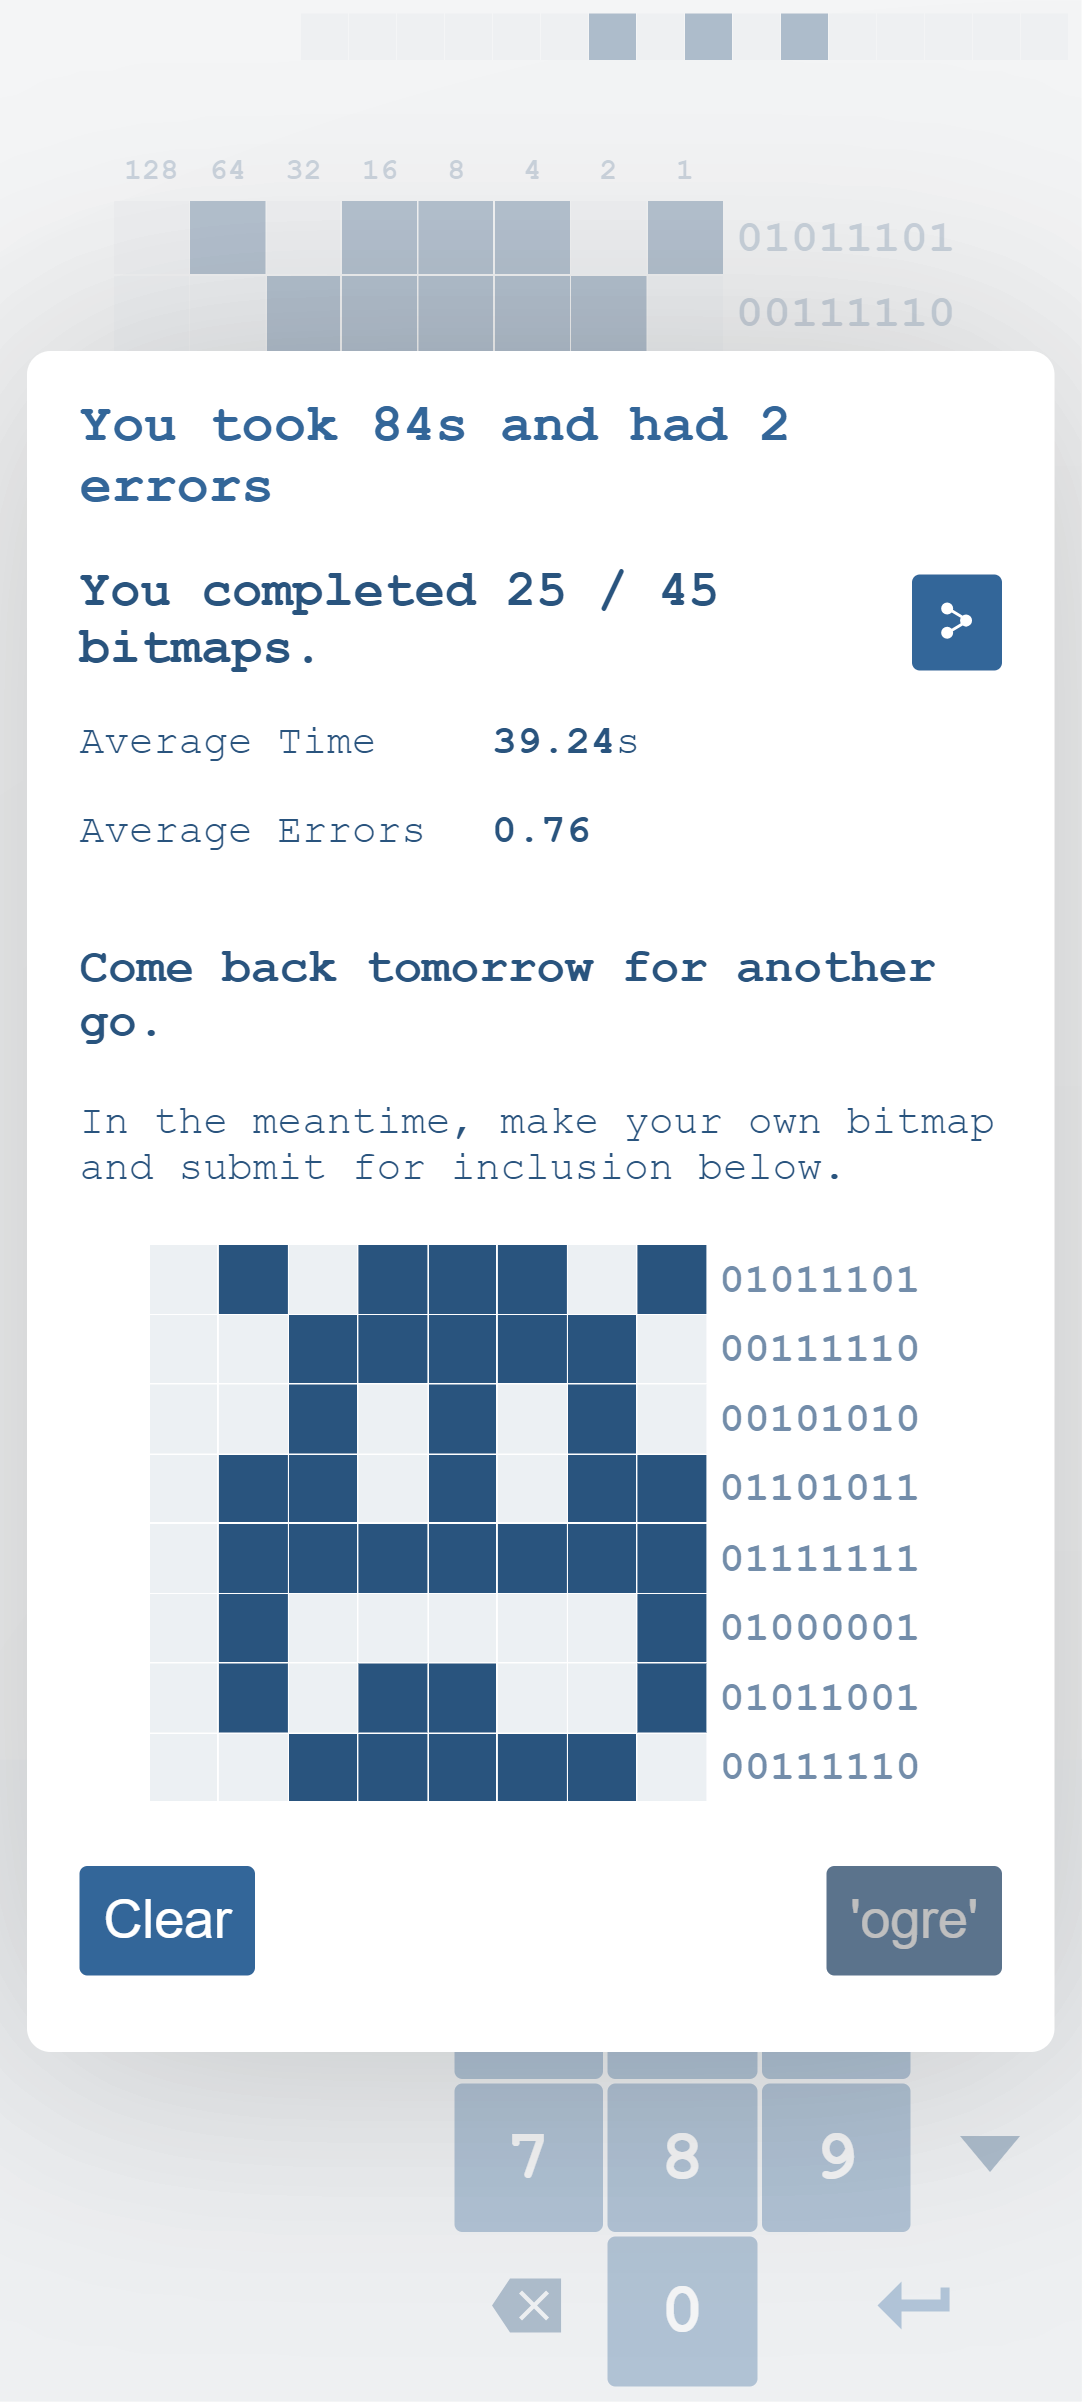 128 64 32 16 8 4 2 1
01011101
00111110
You took 84s and had 2
errors
You completed 25 / 45
bitmaps.
Average Time 39.24s
Average Errors 0.76
Come back tomorrow for another
go.
In the meantime, make your own bitmap
and submit for inclusion below.
01011101
00111110
00101010
01101011
01111111
01000001
01011001
00111110
Clear 'ogre'
7 8 9
0